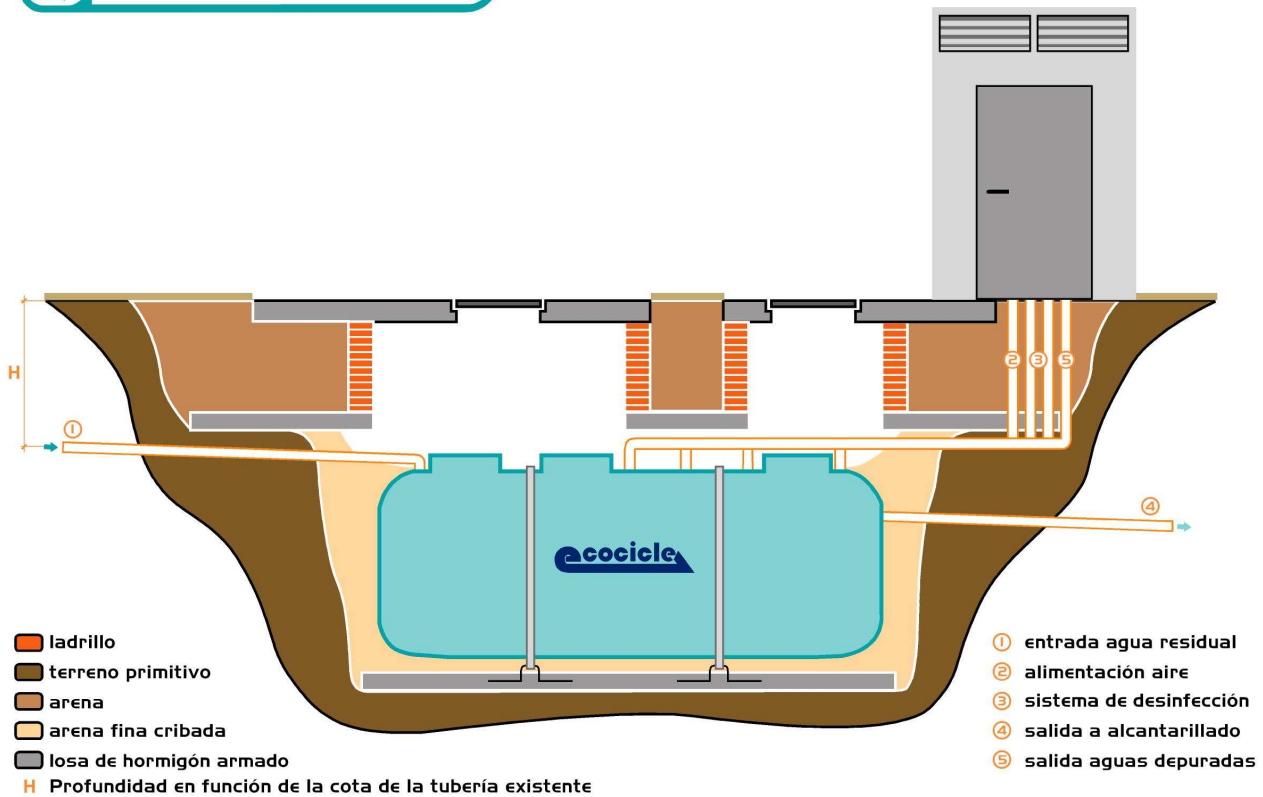 H
①
②
③
⑤
④
ecocicle
ladrillo
terreno primitivo
arena
arena fina cribada
losa de hormigón armado
H Profundidad en función de la cota de la tubería existente
① entrada agua residual
② alimentación aire
③ sistema de desinfección
④ salida a alcantarillado
⑤ salida aguas depuradas